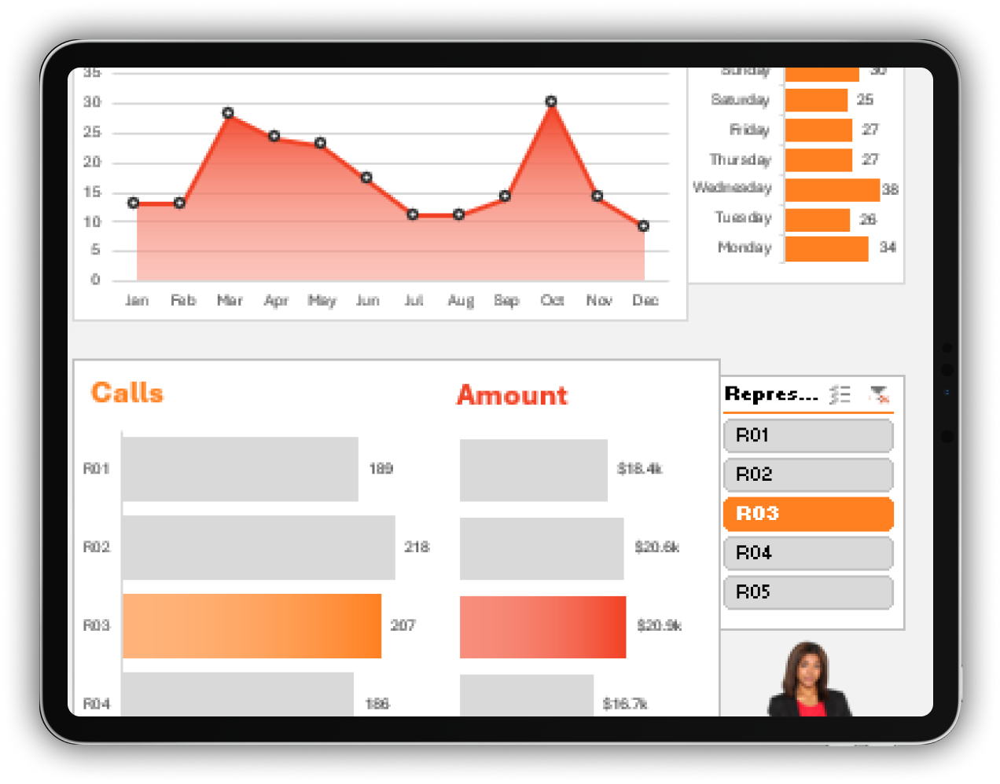 35
30
25
20
15
10
5
0
Jan Feb Mar Apr May Jun Jul Aug Sep Oct Nov Dec
Sunday 30
Saturday 25
Friday 27
Thursday 27
Wednesday 38
Tuesday 26
Monday 34
Calls Amount
R01 189 $18.4k
R02 218 $20.6k
R03 207 $20.9k
R04 186 $16.7k
Repres...
R01
R02
R03
R04
R05